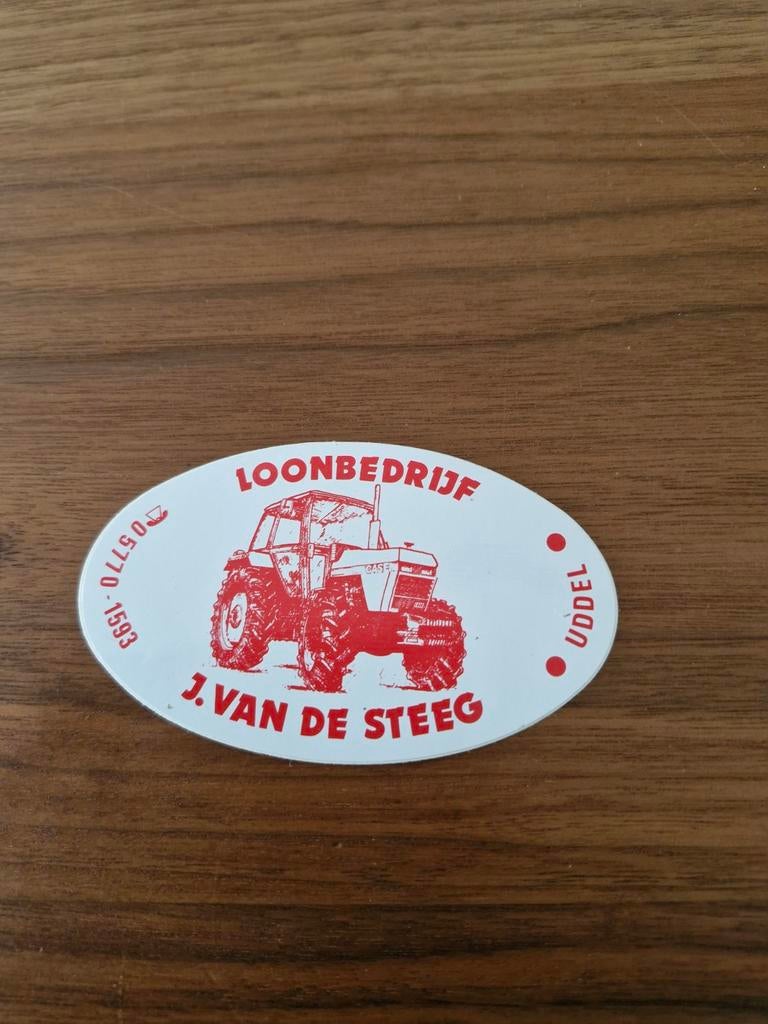 LOONBEDRIJF
CASE
J. VAN DE STEEG
05770 - 1593
UDDEL